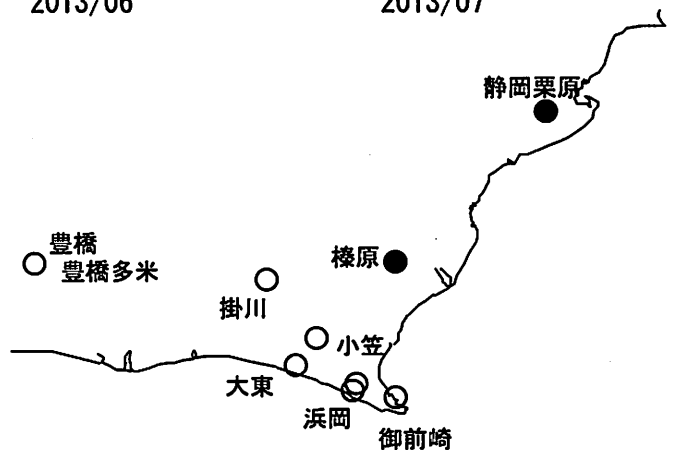 2013/06
2013/07
静岡栗原
豊橋
豊橋多米
榛原
掛川
小笠
大東
浜岡
御前崎